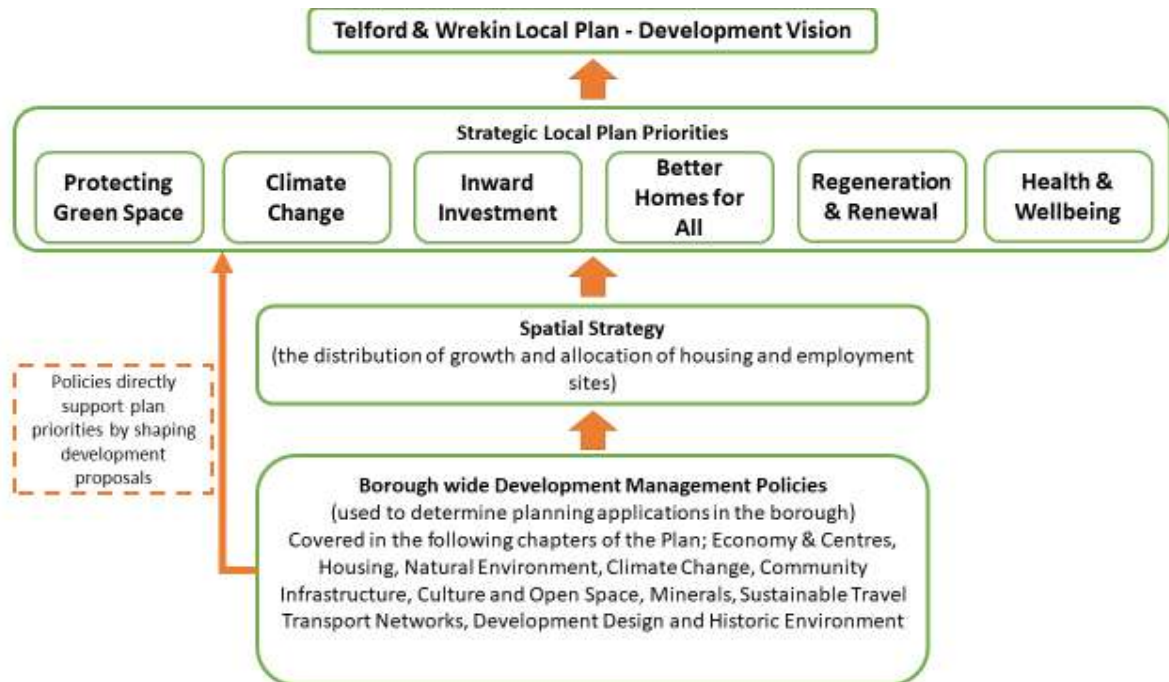 Telford & Wrekin Local Plan - Development Vision
Strategic Local Plan Priorities
Protecting
Green Space
Climate
Change
Inward
Investment
Better
Homes for
All
Regeneration
& Renewal
Health &
Wellbeing
Spatial Strategy
(the distribution of growth and allocation of housing and employment
sites)
Policies directly
support plan
priorities by shaping
development
proposals
Borough wide Development Management Policies
(used to determine planning applications in the borough)
Covered in the following chapters of the Plan; Economy & Centres,
Housing, Natural Environment, Climate Change, Community
Infrastructure, Culture and Open Space, Minerals, Sustainable Travel
Transport Networks, Development Design and Historic Environment